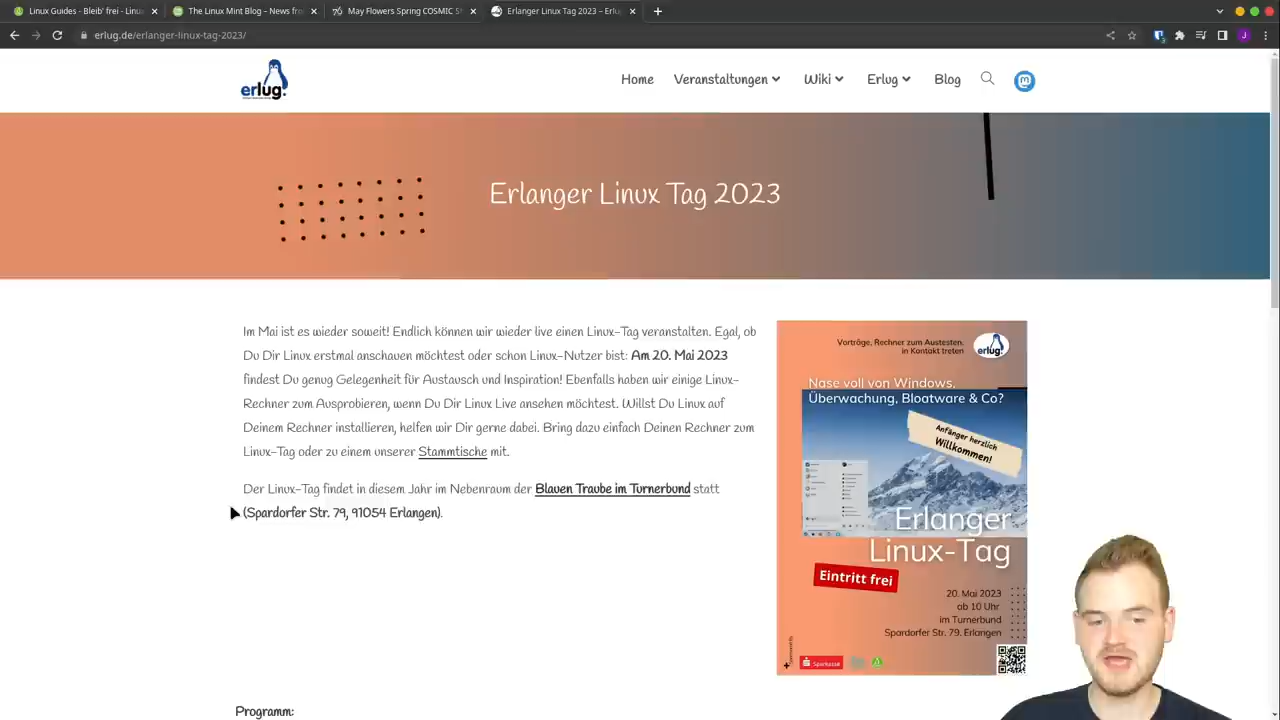 Linux Guides - Bleib' frei - Linu
The Linux Mint Blog – News fro
May Flowers Spring COSMIC S
Erlanger Linux Tag 2023 – Erlu
erlug.de/erlanger-linux-tag-2023/
J
erlug.
Home
Veranstaltungen
Wiki
Erlug
Blog
m
Erlanger Linux Tag 2023
Im Mai ist es wieder soweit! Endlich können wir wieder live einen Linux-Tag veranstalten. Egal, ob
Du Dir Linux erstmal anschauen möchtest oder schon Linux-Nutzer bist: Am 20. Mai 2023
findest Du genug Gelegenheit für Austausch und Inspiration! Ebenfalls haben wir einige Linux-
Rechner zum Ausprobieren, wenn Du Dir Linux Live ansehen möchtest. Willst Du Linux auf
Deinem Rechner installieren, helfen wir Dir gerne dabei. Bring dazu einfach Deinen Rechner zum
Linux-Tag oder zu einem unserer Stammtische mit.
Der Linux-Tag findet in diesem Jahr im Nebenraum der Blauen Traube im Turnerbund statt
(Spardorfer Str. 79, 91054 Erlangen).
Vorträge, Rechner zum Austesten,
in Kontakt treten
erlug.
Nase voll von Windows,
Überwachung, Bloatware & Co?
Anfänger herzlich
Willkommen!
Erlanger
Linux-Tag
Eintritt frei
20. Mai 2023
ab 10 Uhr
im Turnerbund
Spardorfer Str. 79, Erlangen
Sparkasse
Programm: